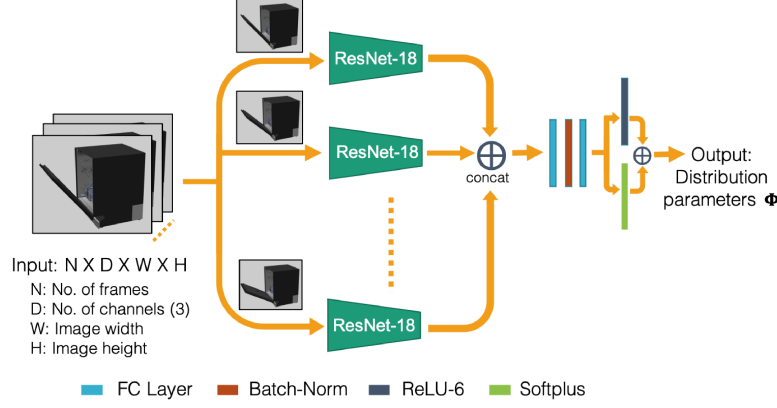 ResNet-18
ResNet-18
concat
Output:
Distribution
parameters Φ
Input: N X D X W X H
N: No. of frames
D: No. of channels (3)
W: Image width
H: Image height
ResNet-18
FC Layer
Batch-Norm
ReLU-6
Softplus